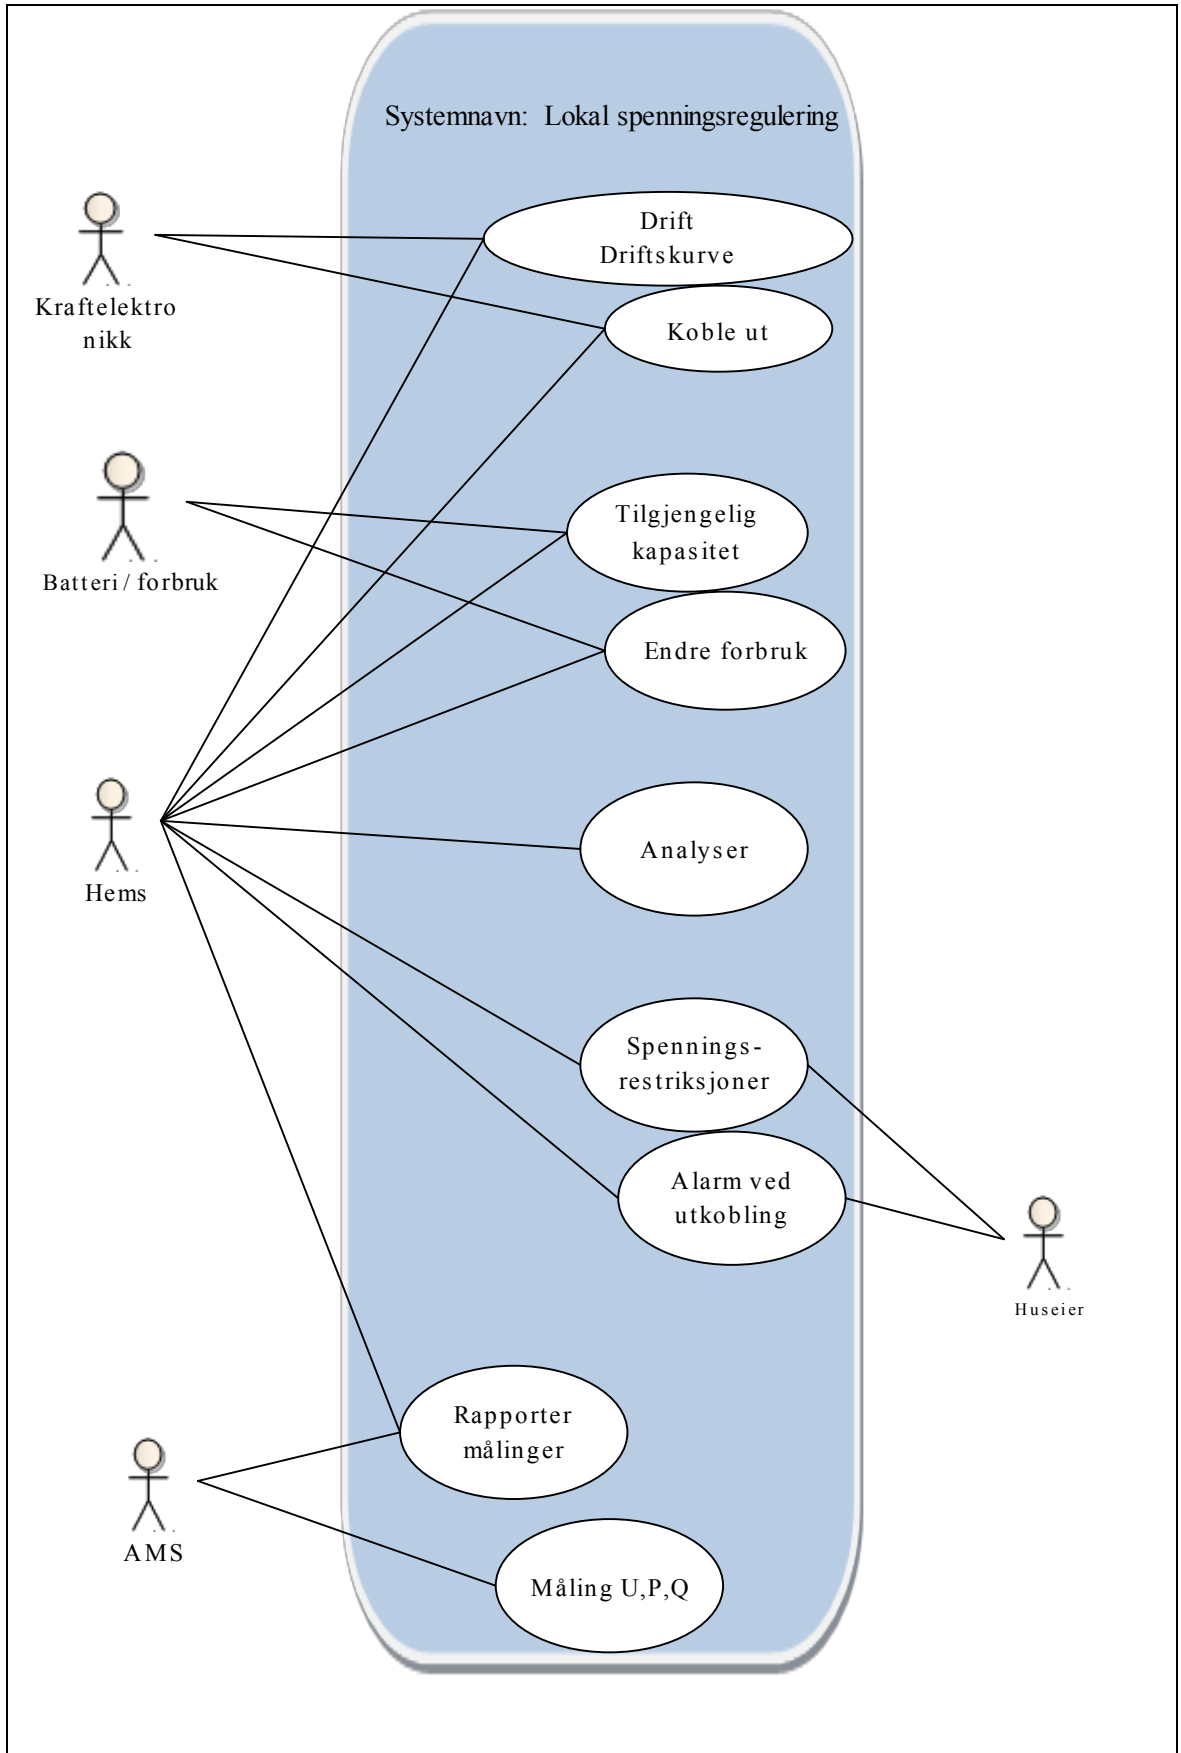 Systemnavn: Lokal spenningsregulering
Drift
Driftskurve
Kraftelektro
nikk
Koble ut
Tilgjengelig
kapasitet
Batteri / forbruk
Endre forbruk
Analyser
Hems
Spennings-
restriksjoner
Alarm ved
utkobling
Huseier
Rapporter
målinger
AMS
Måling U,P,Q